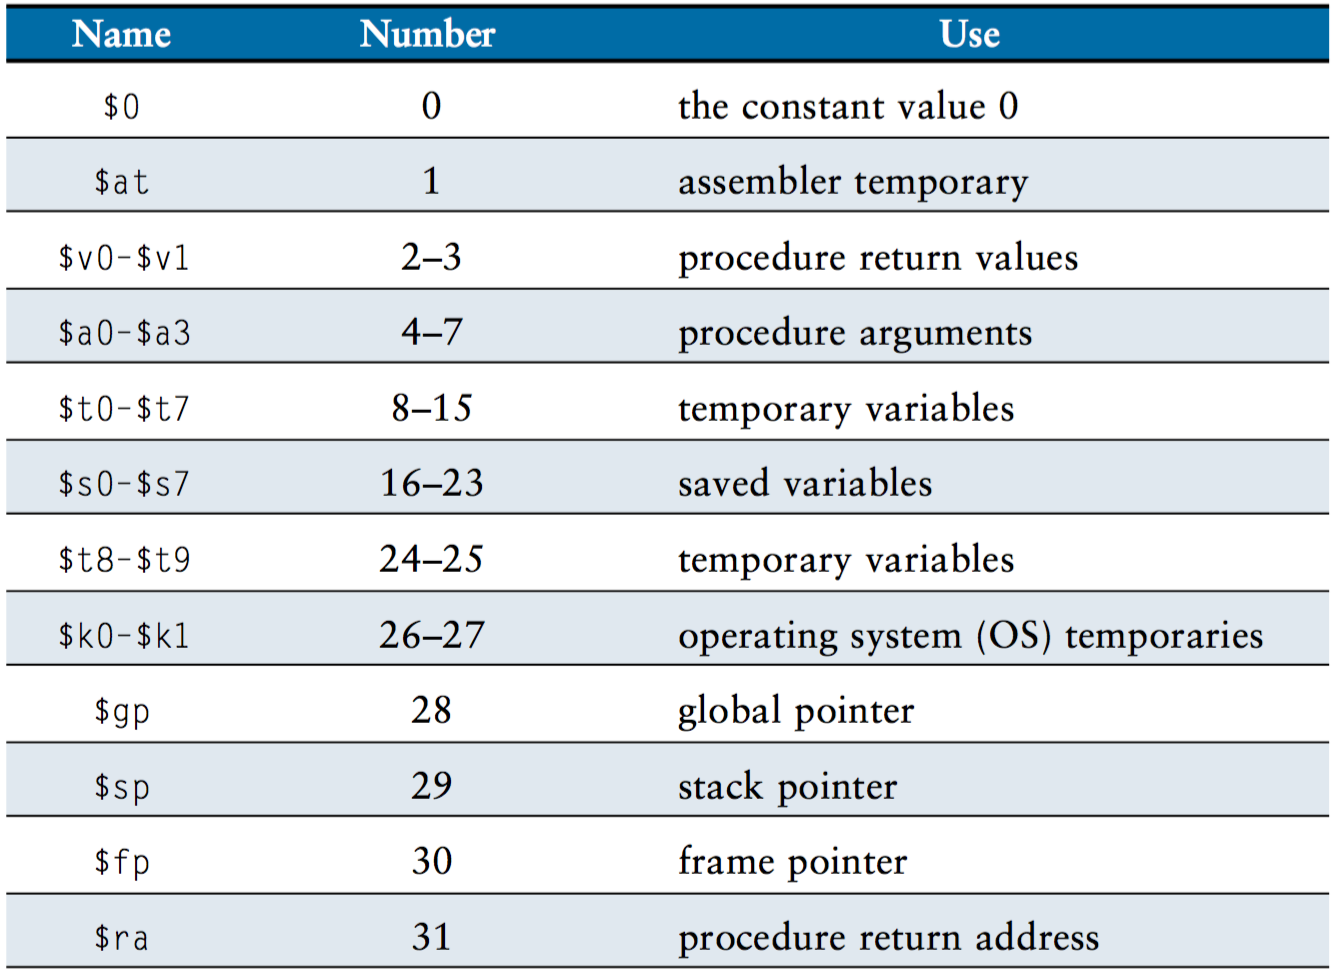 Name Number Use
$0 0 the constant value 0
$at 1 assembler temporary
$v0-$v1 2–3 procedure return values
$a0-$a3 4–7 procedure arguments
$t0-$t7 8–15 temporary variables
$s0-$s7 16–23 saved variables
$t8-$t9 24–25 temporary variables
$k0-$k1 26–27 operating system (OS) temporaries
$gp 28 global pointer
$sp 29 stack pointer
$fp 30 frame pointer
$ra 31 procedure return address